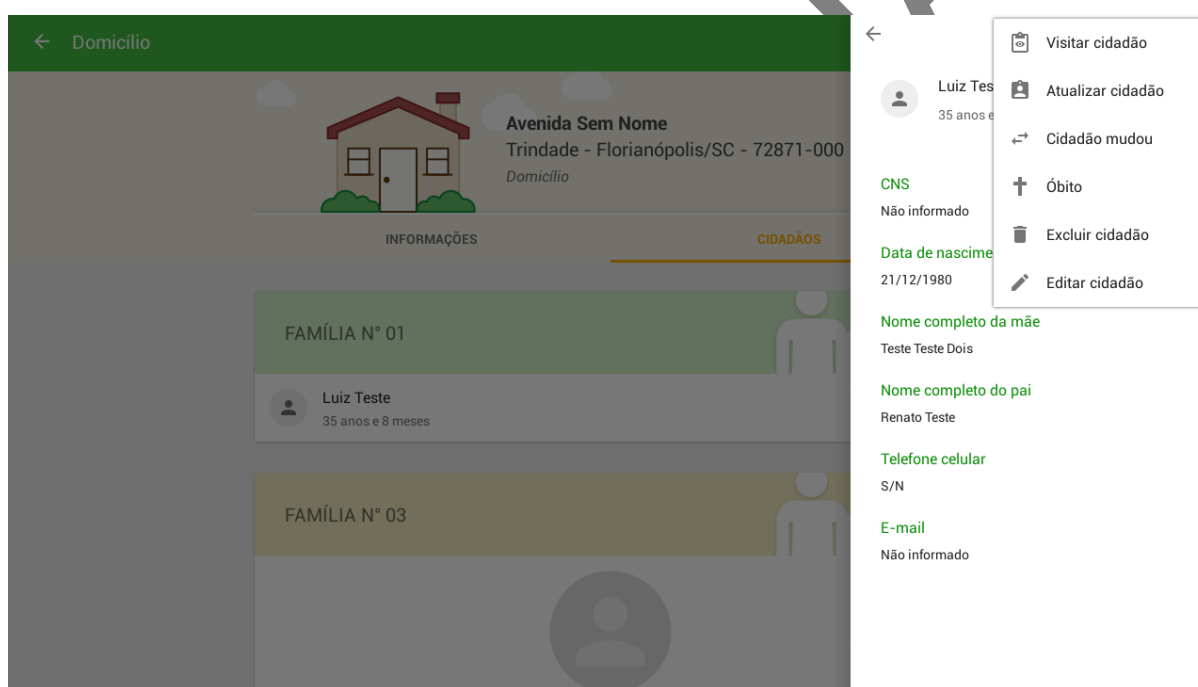 Domicílio
Avenida Sem Nome
Trindade - Florianópolis/SC - 72871-000
Domicílio
INFORMAÇÕES
CIDADÃOS
FAMÍLIA N° 01
Luiz Teste
35 anos e 8 meses
FAMÍLIA N° 03
Luiz Tes
35 anos e
CNS
Não informado
Data de nascime
21/12/1980
Nome completo da mãe
Teste Teste Dois
Nome completo do pai
Renato Teste
Telefone celular
S/N
E-mail
Não informado
Visitar cidadão
Atualizar cidadão
Cidadão mudou
Óbito
Excluir cidadão
Editar cidadão